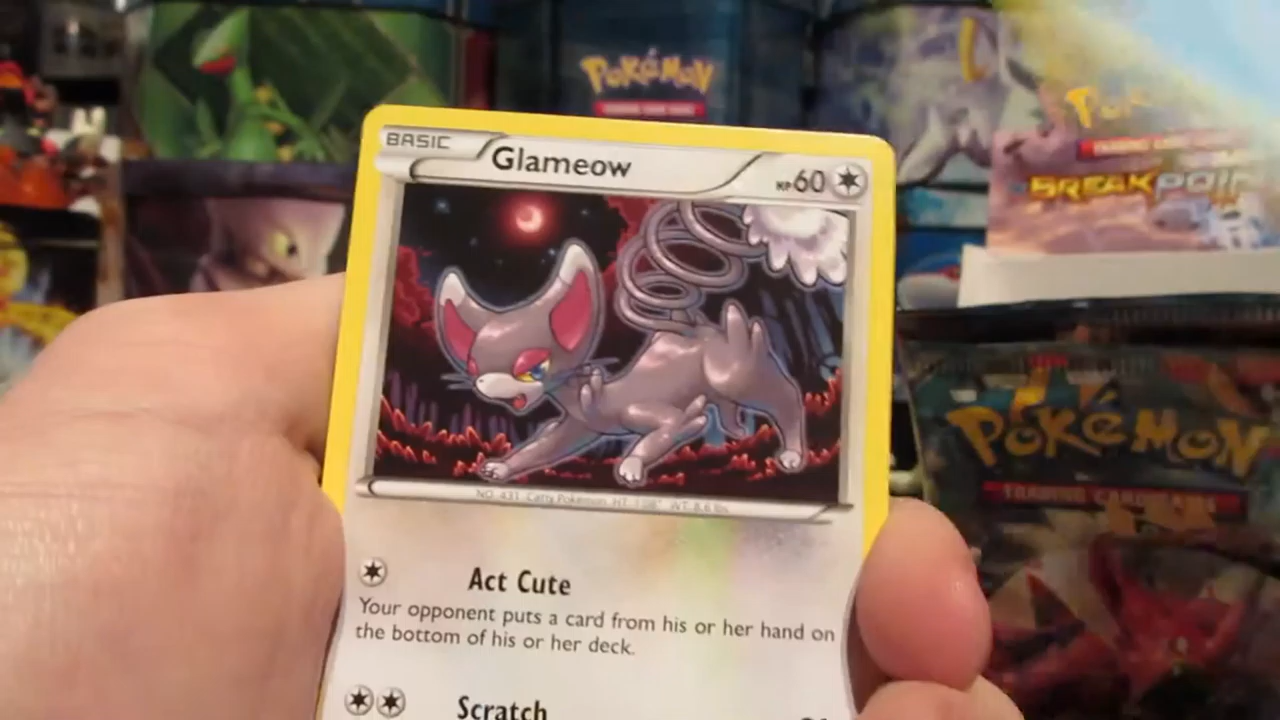 POKéMON
BASIC
Glameow
HP60
BREAKPOINT
NO. 431 Catty Pokémon HT: 1'08" WT: 8.6 lbs.
POKéMON
TRADING CARD GAME
Act Cute
Your opponent puts a card from his or her hand on
the bottom of his or her deck.
Scratch